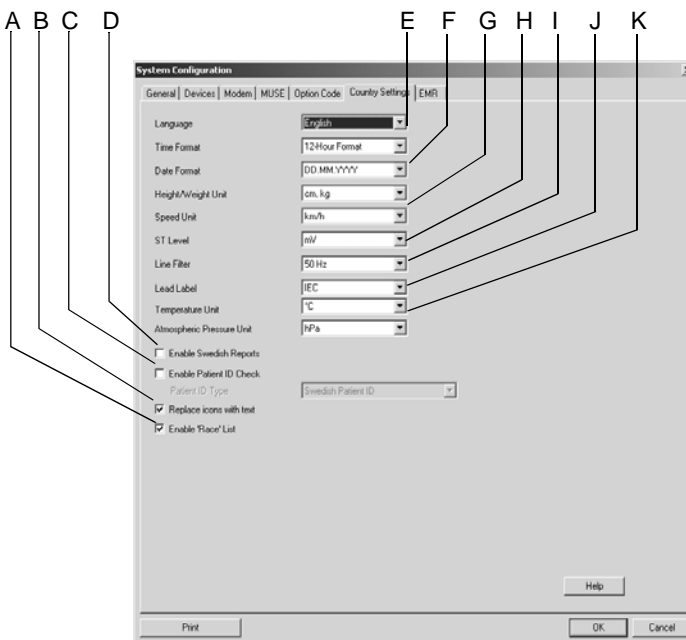 A B C D E F G H I J K
System Configuration
General Devices Modem MUSE Option Code Country Settings EMR
Language English
Time Format 12-Hour Format
Date Format DD.MM.YYYY
Height/Weight Unit cm, kg
Speed Unit km/h
ST Level mV
Line Filter 50 Hz
Lead Label IEC
Temperature Unit °C
Atmospheric Pressure Unit hPa
Enable Swedish Reports
Enable Patient ID Check
Patient ID Type Swedish Patient ID
Replace icons with text
Enable 'Race' List
Help
Print OK Cancel